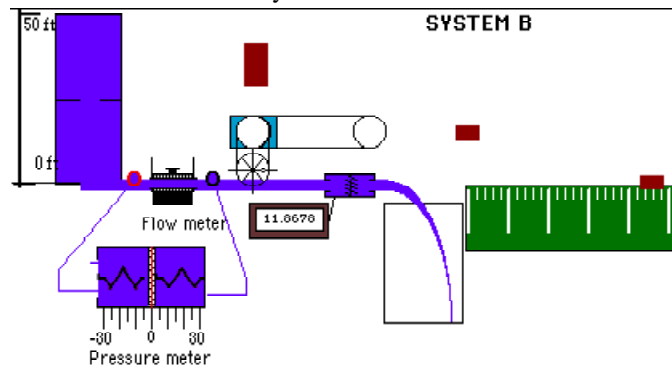 50 ft
SYSTEM B
0 ft
11.8678
Flow meter
-30 0 30
Pressure meter